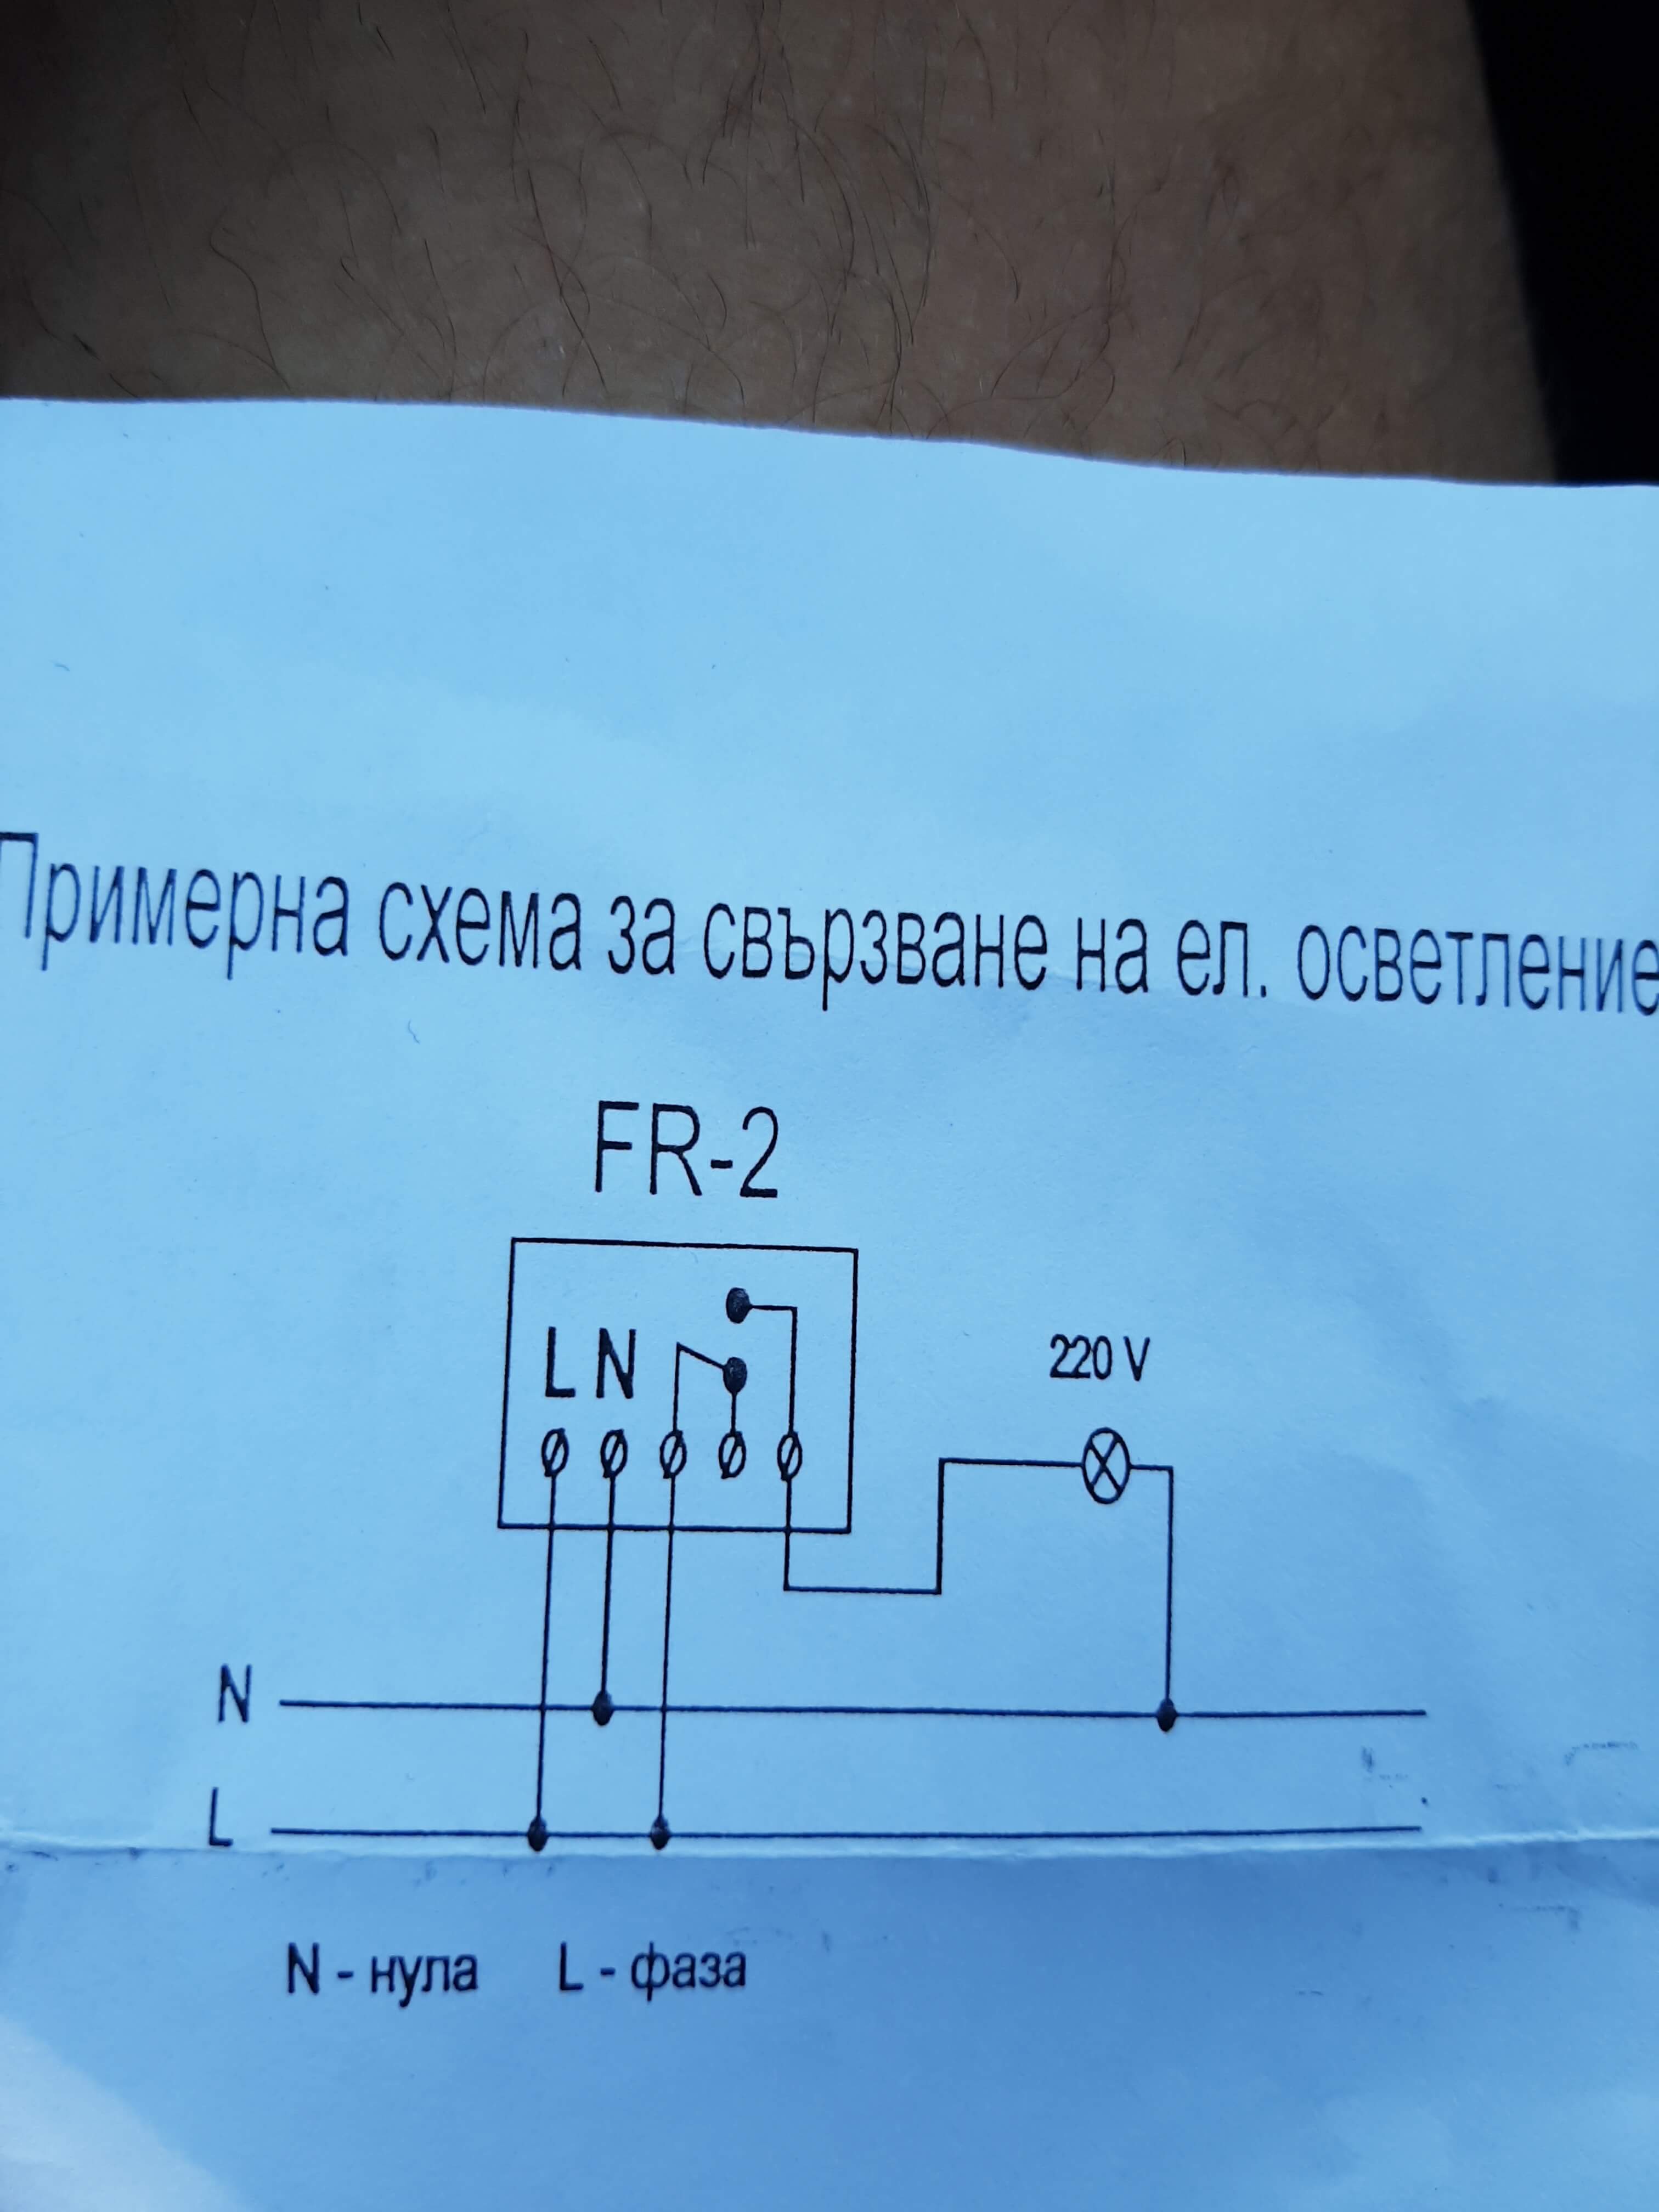 Примерна схема за свързване на ел. осветление
FR-2
L N
220 V
N
L
N - нула L - фаза